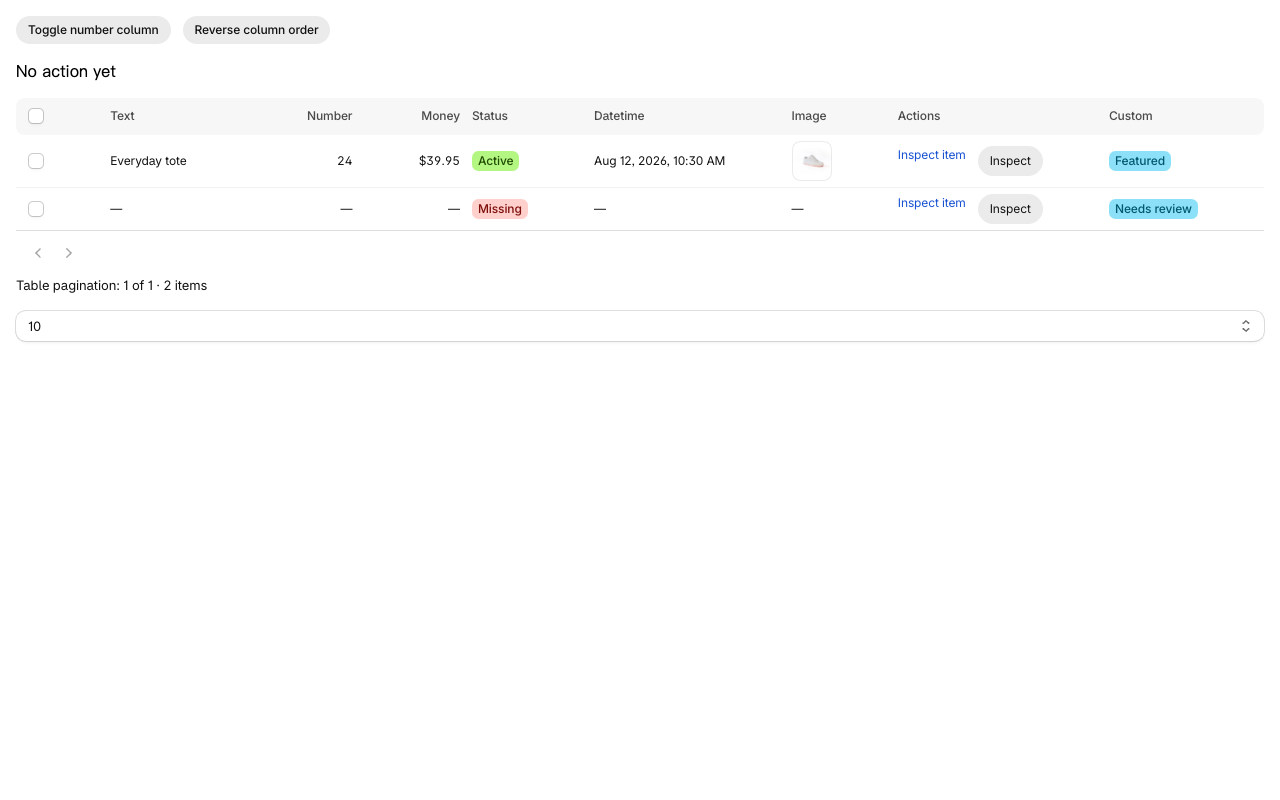 Toggle number column Reverse column order
No action yet
Text Number Money Status Datetime Image Actions Custom
Everyday tote 24 $39.95 Active Aug 12, 2026, 10:30 AM Inspect item Inspect Featured
— — — Missing — — Inspect item Inspect Needs review
Table pagination: 1 of 1 · 2 items
10